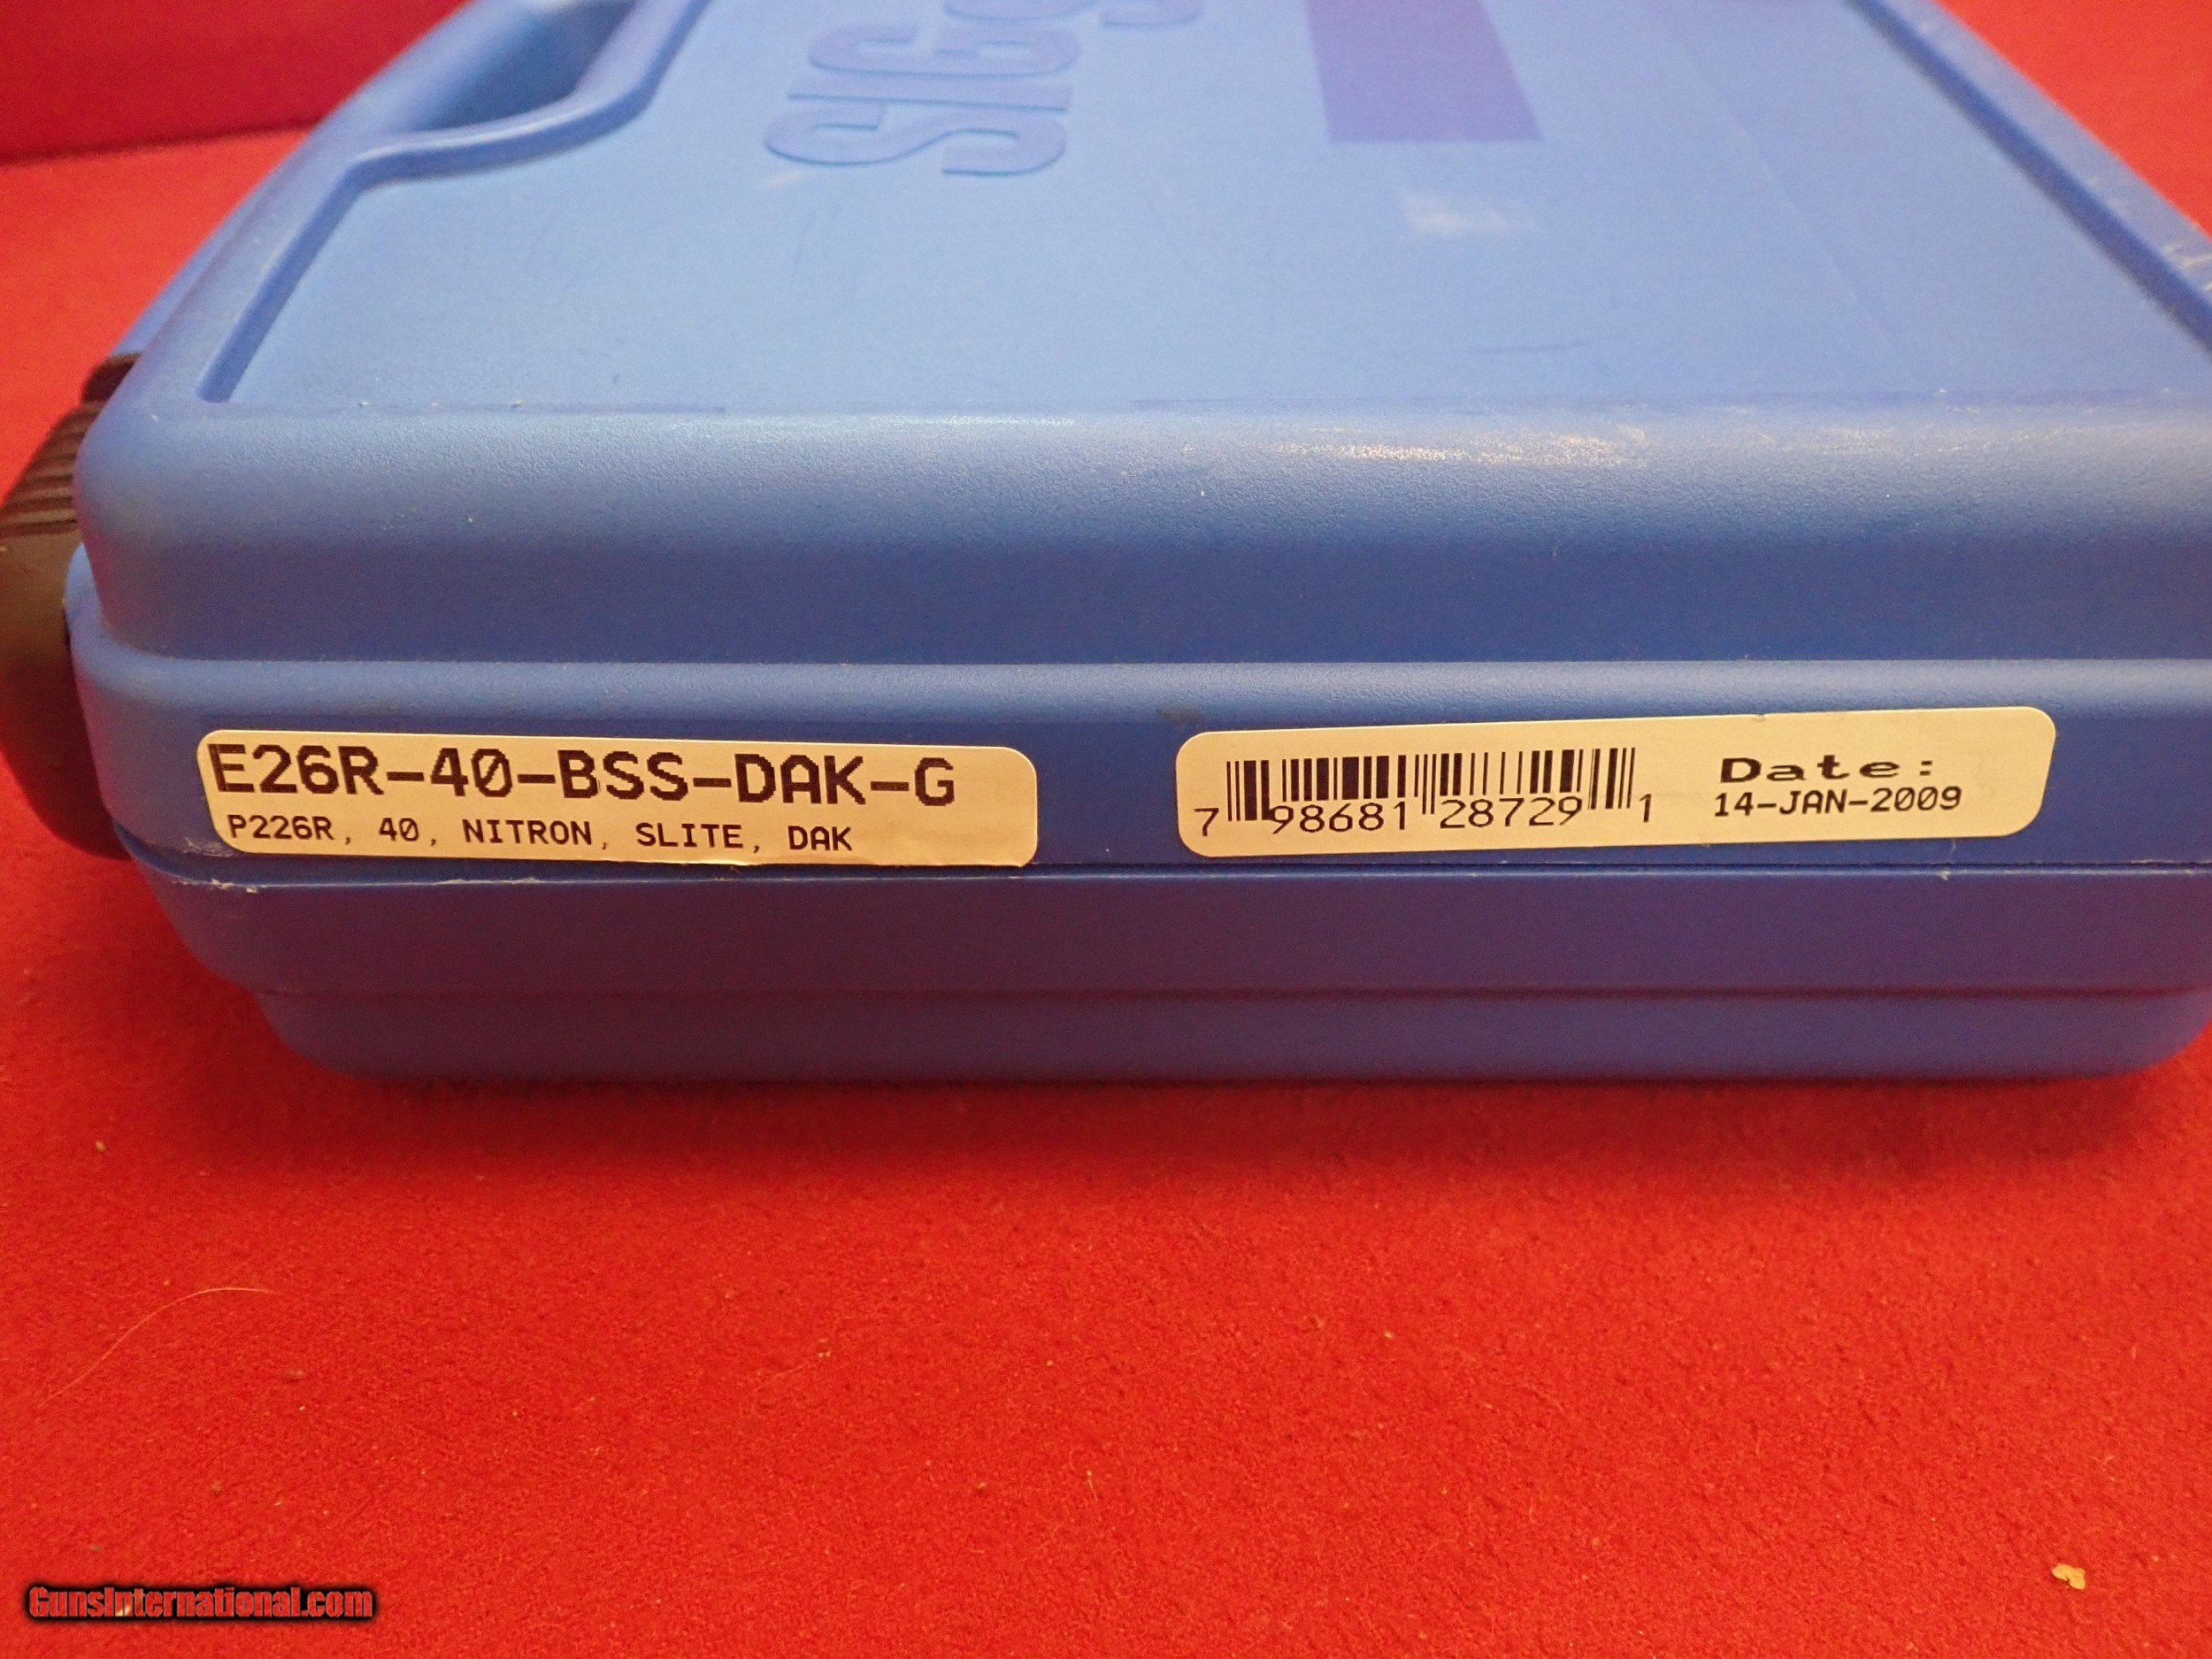 SIG
E26R-40-BSS-DAK-G
P226R, 40, NITRON, SLITE, DAK
7 98681 28729 1
Date:
14-JAN-2009
GunsInternational.com